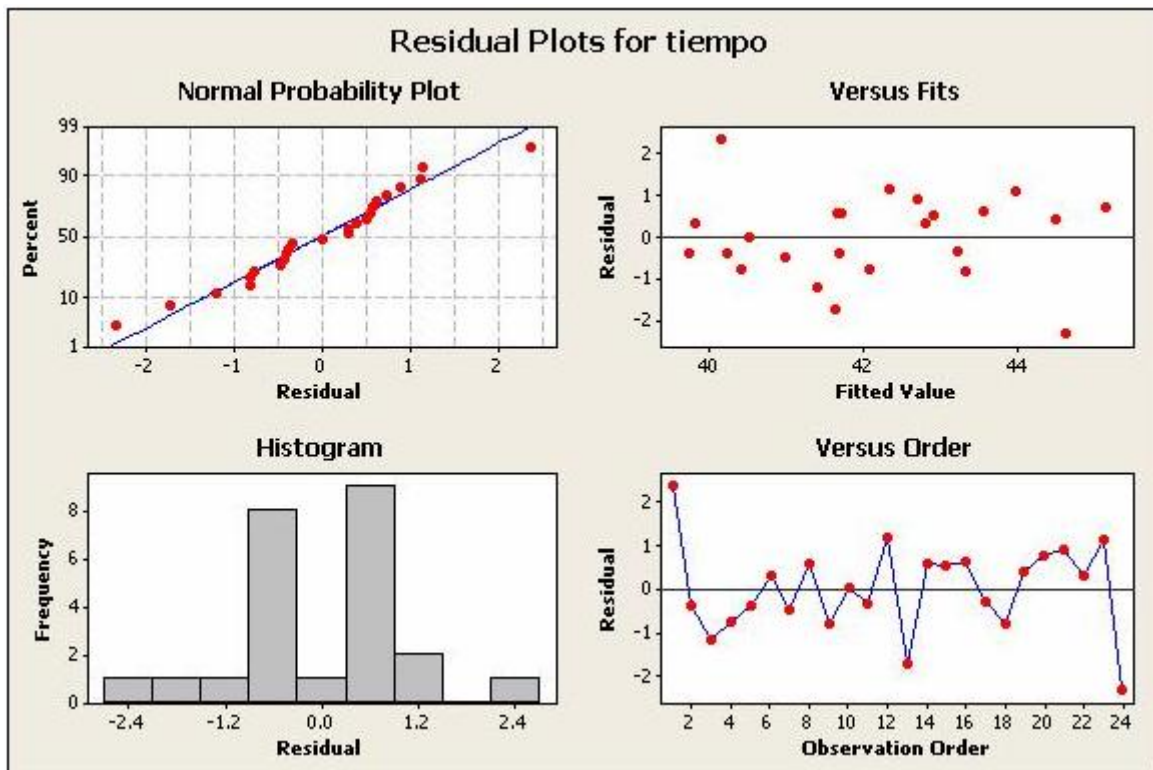 Residual Plots for tiempo
Normal Probability Plot
99
90
50
10
1
Percent
-2 -1 0 1 2
Residual
Versus Fits
2
1
0
-1
-2
Residual
40 42 44
Fitted Value
Histogram
8
6
4
2
0
Frequency
-2.4 -1.2 0.0 1.2 2.4
Residual
Versus Order
2
1
0
-1
-2
Residual
2 4 6 8 10 12 14 16 18 20 22 24
Observation Order